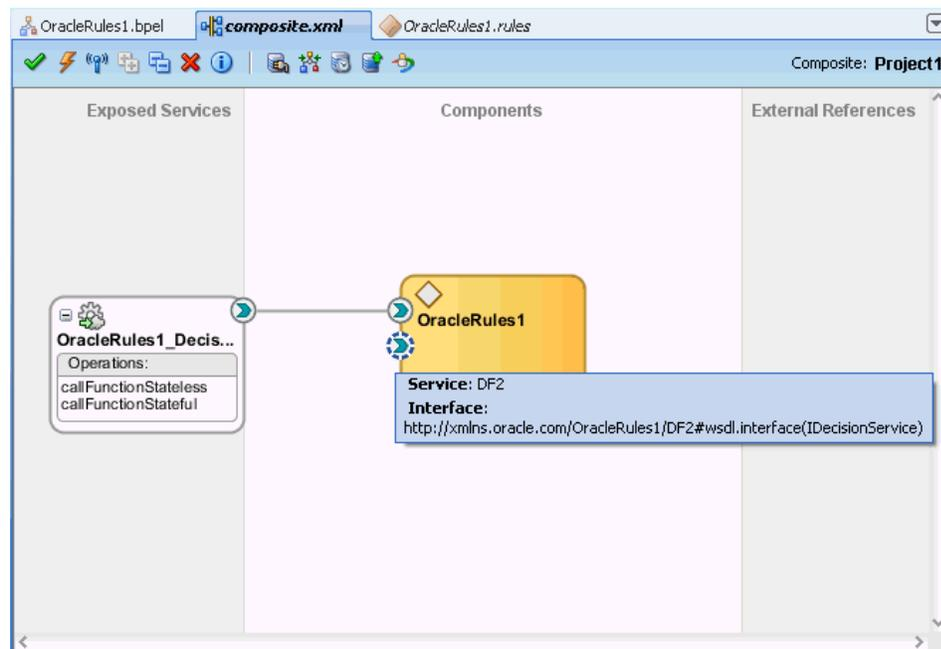 OracleRules1.bpel composite.xml OracleRules1.rules
Composite: Project1
Exposed Services Components External References
OracleRules1
OracleRules1_Decis...
Operations:
callFunctionStateless
callFunctionStateful
Service: DF2
Interface:
http://xmlns.oracle.com/OracleRules1/DF2#wsdl.interface(IDecisionService)